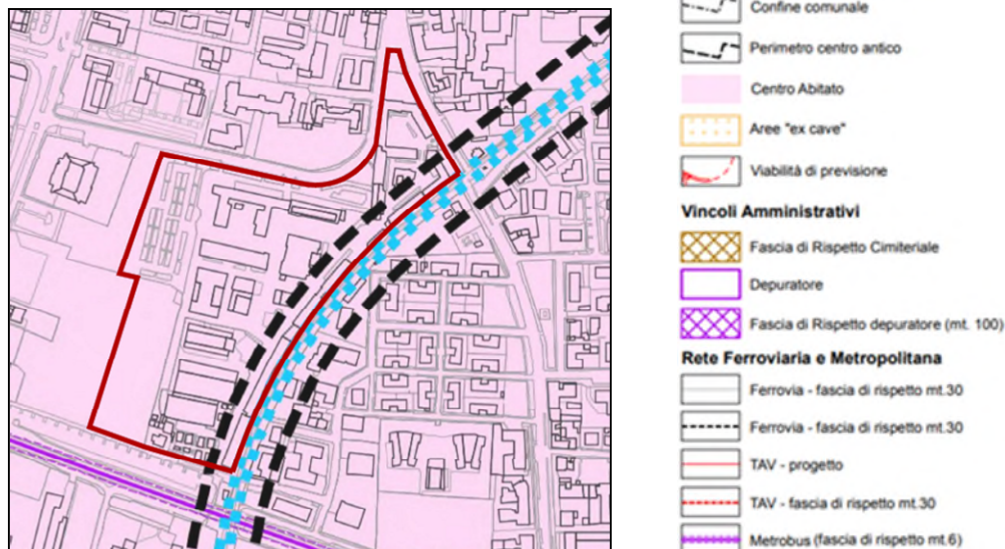 Confine comunale
Perimetro centro antico
Centro Abitato
Aree "ex cave"
Viabilità di previsione
Vincoli Amministrativi
Fascia di Rispetto Cimiteriale
Depuratore
Fascia di Rispetto depuratore (mt. 100)
Rete Ferroviaria e Metropolitana
Ferrovia - fascia di rispetto mt.30
Ferrovia - fascia di rispetto mt.30
TAV - progetto
TAV - fascia di rispetto mt.30
Metrobus (fascia di rispetto mt.6)